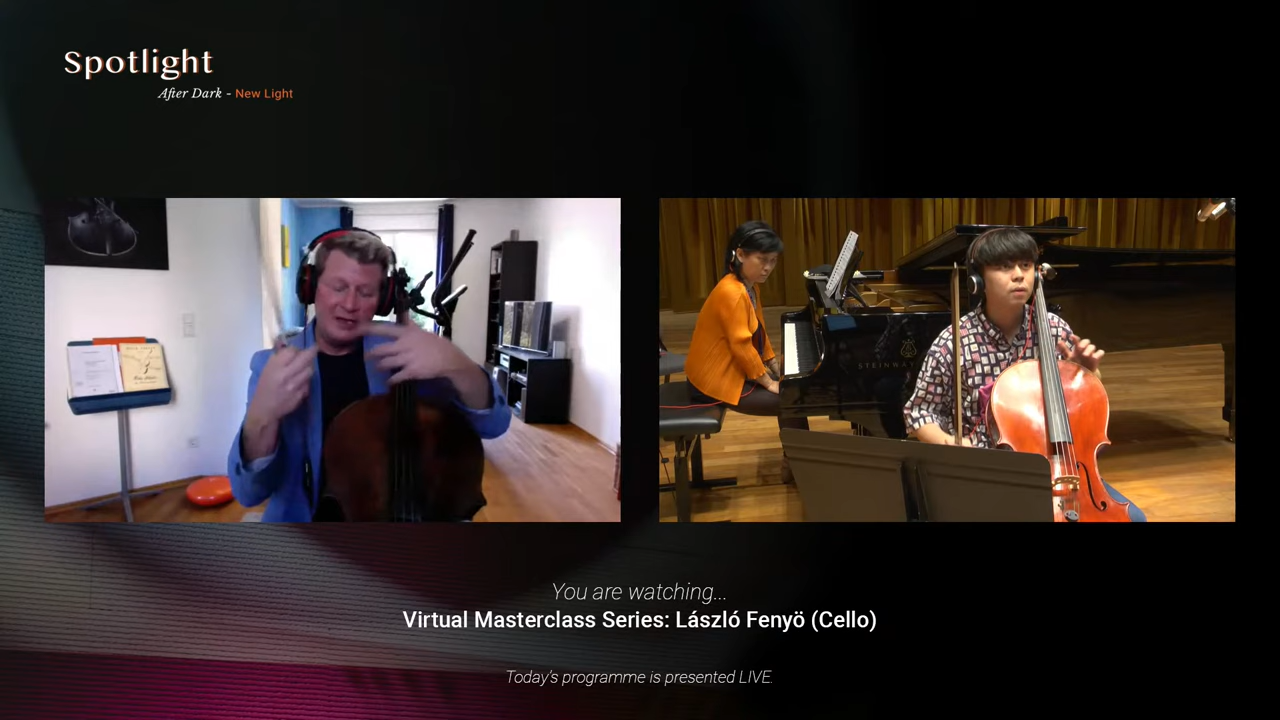 Spotlight
After Dark - New Light
STEINWAY
You are watching...
Virtual Masterclass Series: László Fenyö (Cello)
Today's programme is presented LIVE.